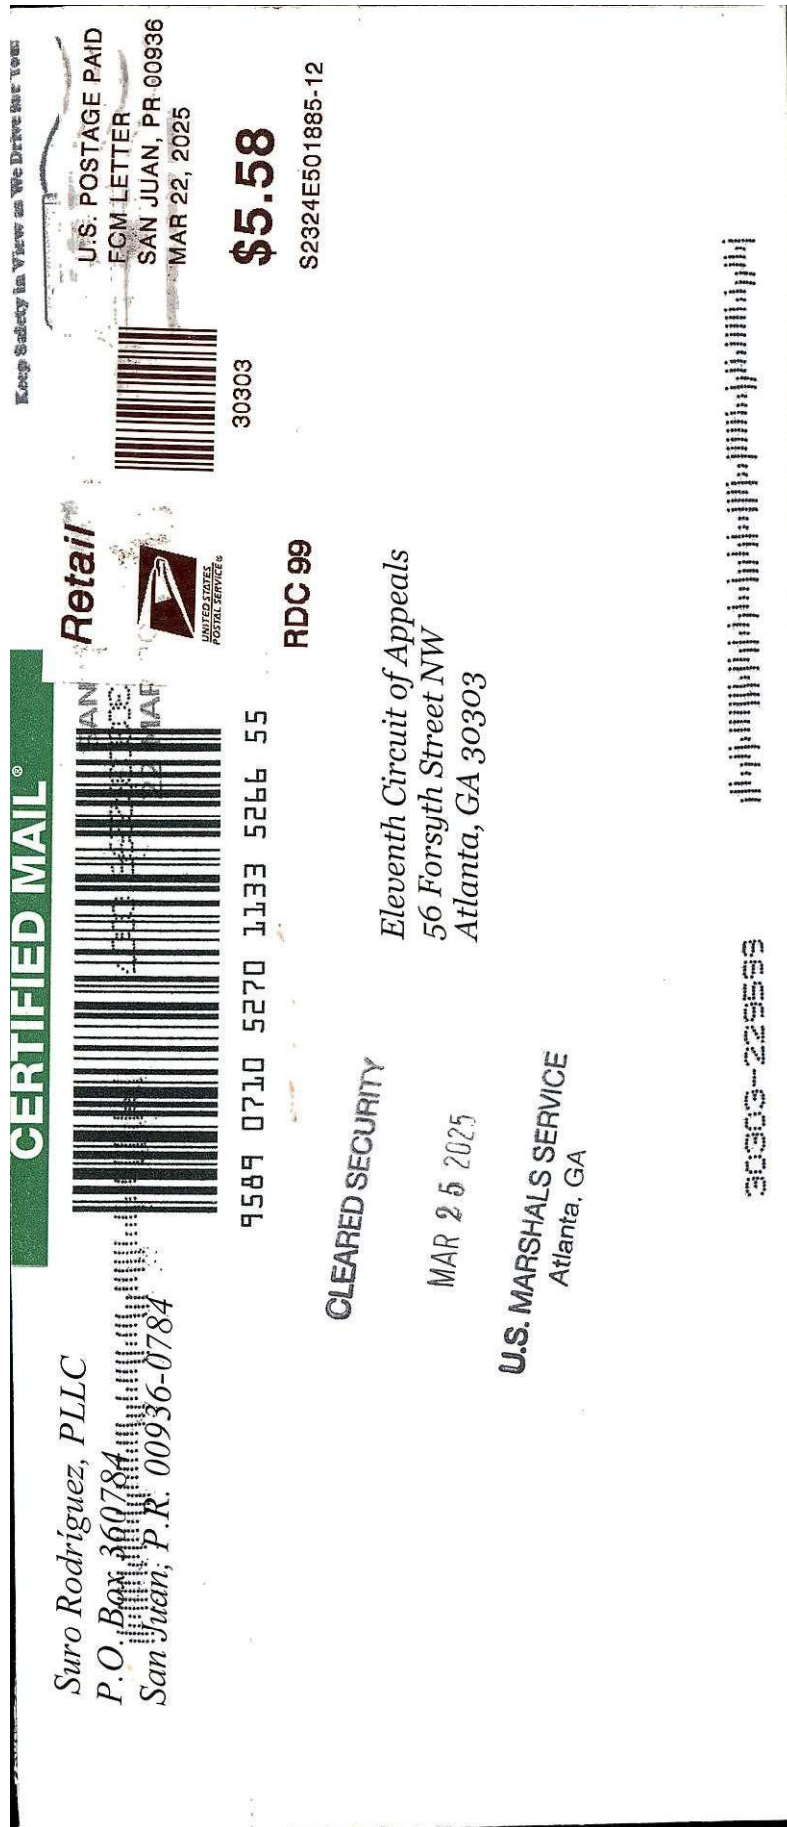 Suro Rodríguez, PLLC
P.O. Box 360784
San Juan, P.R. 00936-0784
CERTIFIED MAIL®
9589 0710 5270 1133 5266 55
Retail
UNITED STATES
POSTAL SERVICE®
RDC 99
30303
Keep Safety in View as We Drive for You!
U.S. POSTAGE PAID
FCM LETTER
SAN JUAN, PR 00936
MAR 22, 2025
$5.58
S2324E501885-12
Eleventh Circuit of Appeals
56 Forsyth Street NW
Atlanta, GA 30303
CLEARED SECURITY
MAR 25 2025
U.S. MARSHALS SERVICE
Atlanta, GA